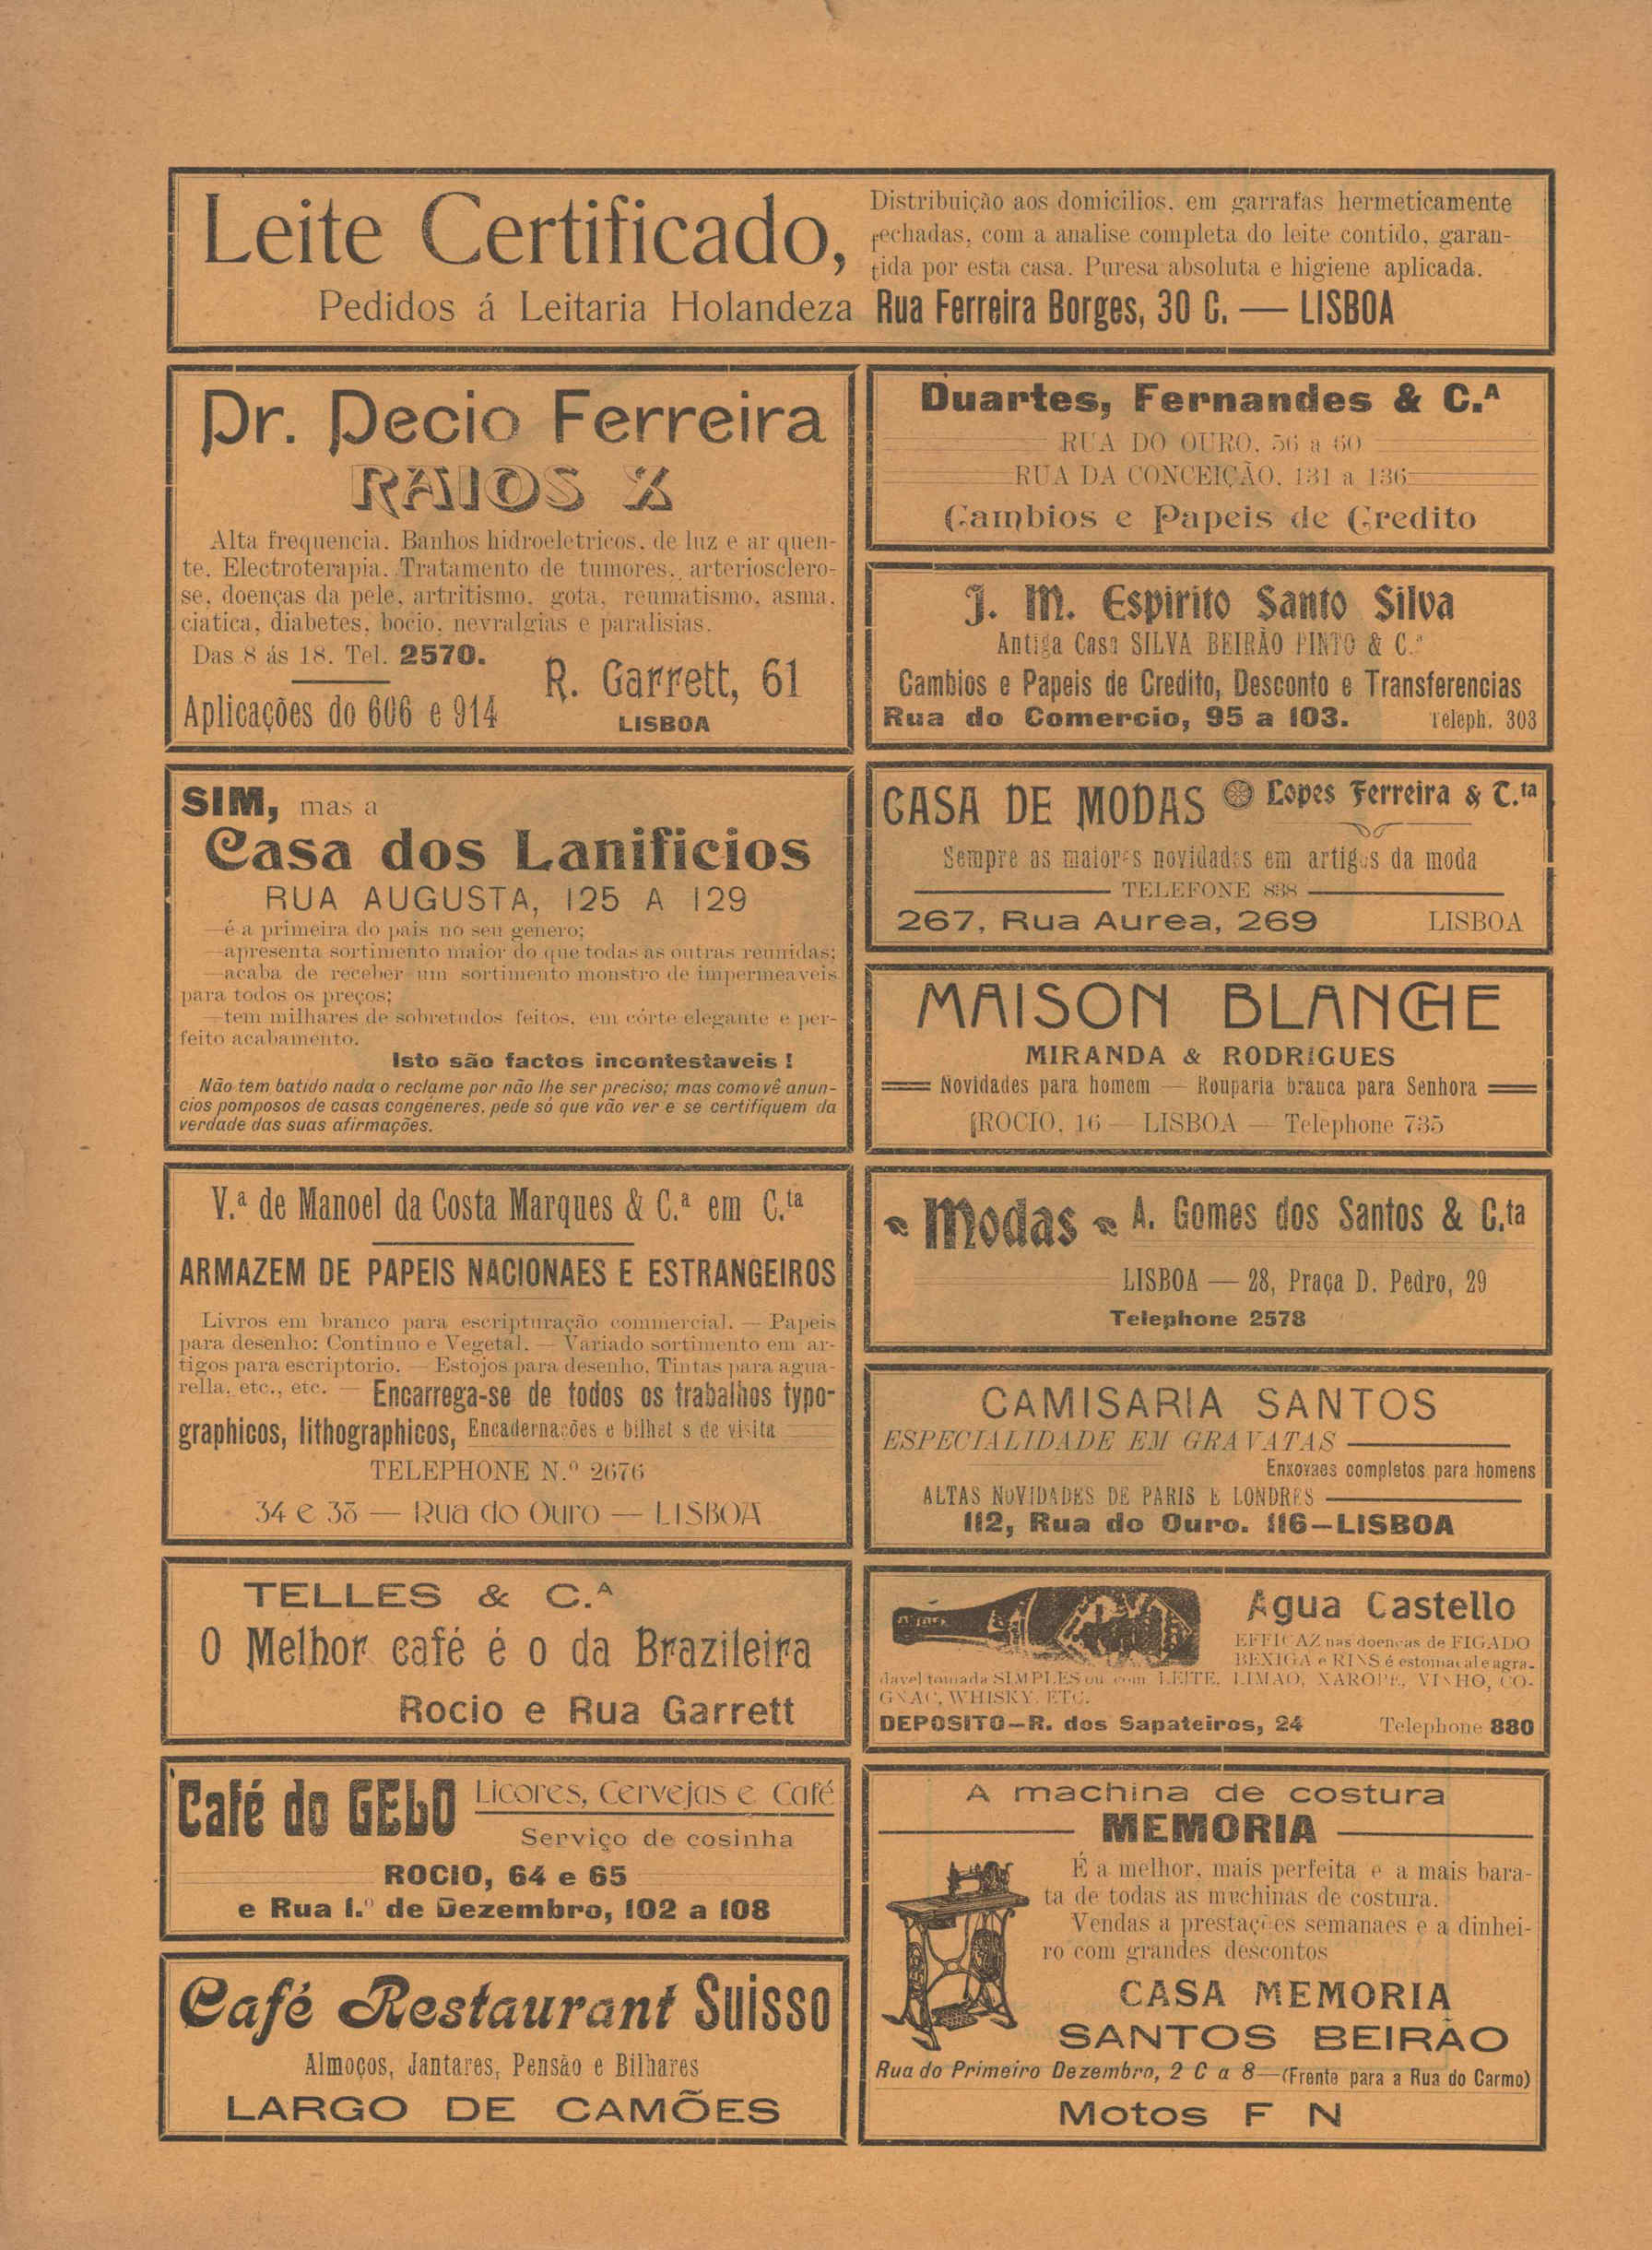 Leite Certificado,
Distribuição aos domicilios, em garrafas hermeticamente
fechadas, com a analise completa do leite contido, garan-
tida por esta casa. Puresa absoluta e higiene aplicada.
Pedidos á Leitaria Holandeza Rua Ferreira Borges, 30 C. — LISBOA
Dr. Decio Ferreira
RAIOS X
Alta frequencia. Banhos hidroeletricos, de luz e ar quen-
te. Electroterapia. Tratamento de tumores, arteriosclero-
se, doenças da pele, artritismo, gota, reumatismo, asma,
ciatica, diabetes, bocio, nevralgias e paralisias.
Das 8 ás 18. Tel. 2570.
R. Garrett, 61
Aplicações do 606 e 914
LISBOA
SIM, mas a
Casa dos Lanificios
RUA AUGUSTA, 125 A 129
—é a primeira do pais no seu genero;
—apresenta sortimento maior do que todas as outras reunidas;
—acaba de receber um sortimento monstro de impermeaveis
para todos os preços;
—tem milhares de sobretudos feitos, em córte elegante e per-
feito acabamento.
Isto são factos incontestaveis !
Não tem batido nada o reclame por não lhe ser preciso; mas como vê anun-
cios pomposos de casas congéneres, pede só que vão ver e se certifiquem da
verdade das suas afirmações.
V.ª de Manoel da Costa Marques & C.ª em C.ta
ARMAZEM DE PAPEIS NACIONAES E ESTRANGEIROS
Livros em branco para escripturação commercial. — Papeis
para desenho: Continuo e Vegetal. — Variado sortimento em ar-
tigos para escriptorio. — Estojos para desenho. Tintas para agua-
rella, etc., etc. — Encarrega-se de todos os trabalhos typo-
graphicos, lithographicos, Encadernações e bilhet s de visita
TELEPHONE N.º 2676
34 e 38 — Rua do Ouro — LISBOA
TELLES & C.A
O Melhor café é o da Brazileira
Rocio e Rua Garrett
Café do GELO Licores, Cervejas e Café
Serviço de cosinha
ROCIO, 64 e 65
e Rua 1.º de Dezembro, 102 a 108
Café Restaurant Suisso
Almoços, Jantares, Pensão e Bilhares
LARGO DE CAMÕES
Duartes, Fernandes & C.A
RUA DO OURO, 56 a 60
RUA DA CONCEIÇÃO, 131 a 136
Cambios e Papeis de Credito
J. M. Espirito Santo Silva
Antiga Casa SILVA BEIRÃO PINTO & C.ª
Cambios e Papeis de Credito, Desconto e Transferencias
Rua do Comercio, 95 a 103. Teleph. 303
CASA DE MODAS Lopes Ferreira & C.ta
Sempre as maiores novidades em artigos da moda
TELEFONE 838
267, Rua Aurea, 269 LISBOA
MAISON BLANCHE
MIRANDA & RODRIGUES
Novidades para homem — Rouparia branca para Senhora
ROCIO, 16 — LISBOA — Telephone 735
Modas A. Gomes dos Santos & C.ta
LISBOA — 28, Praça D. Pedro, 29
Telephone 2578
CAMISARIA SANTOS
ESPECIALIDADE EM GRAVATAS
Enxovaes completos para homens
ALTAS NOVIDADES DE PARIS E LONDRES
112, Rua do Ouro. 116—LISBOA
Agua Castello
EFFICAZ nas doenças de FIGADO
BEXIGA e RINS é estomacal e agra-
davel tomada SIMPLES ou com LEITE, LIMAO, XAROPE, VINHO, CO-
GNAC, WHISKY, ETC.
DEPOSITO—R. dos Sapateiros, 24 Telephone 880
A machina de costura
MEMORIA
É a melhor, mais perfeita e a mais bara-
ta de todas as muchinas de costura.
Vendas a prestações semanaes e a dinhei-
ro com grandes descontos
CASA MEMORIA
SANTOS BEIRÃO
Rua do Primeiro Dezembro, 2 C a 8—(Frente para a Rua do Carmo)
Motos F N